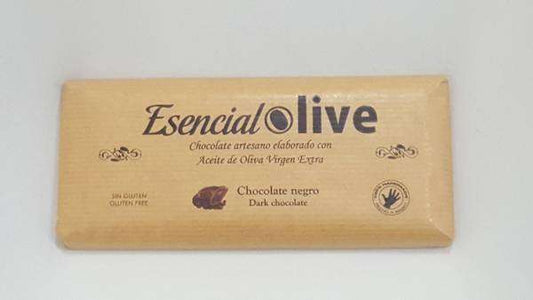 Esencial Olive
Chocolate artesano elaborado con
Aceite de Oliva Virgen Extra
SIN GLUTEN
GLUTEN FREE
Chocolate negro
Dark chocolate